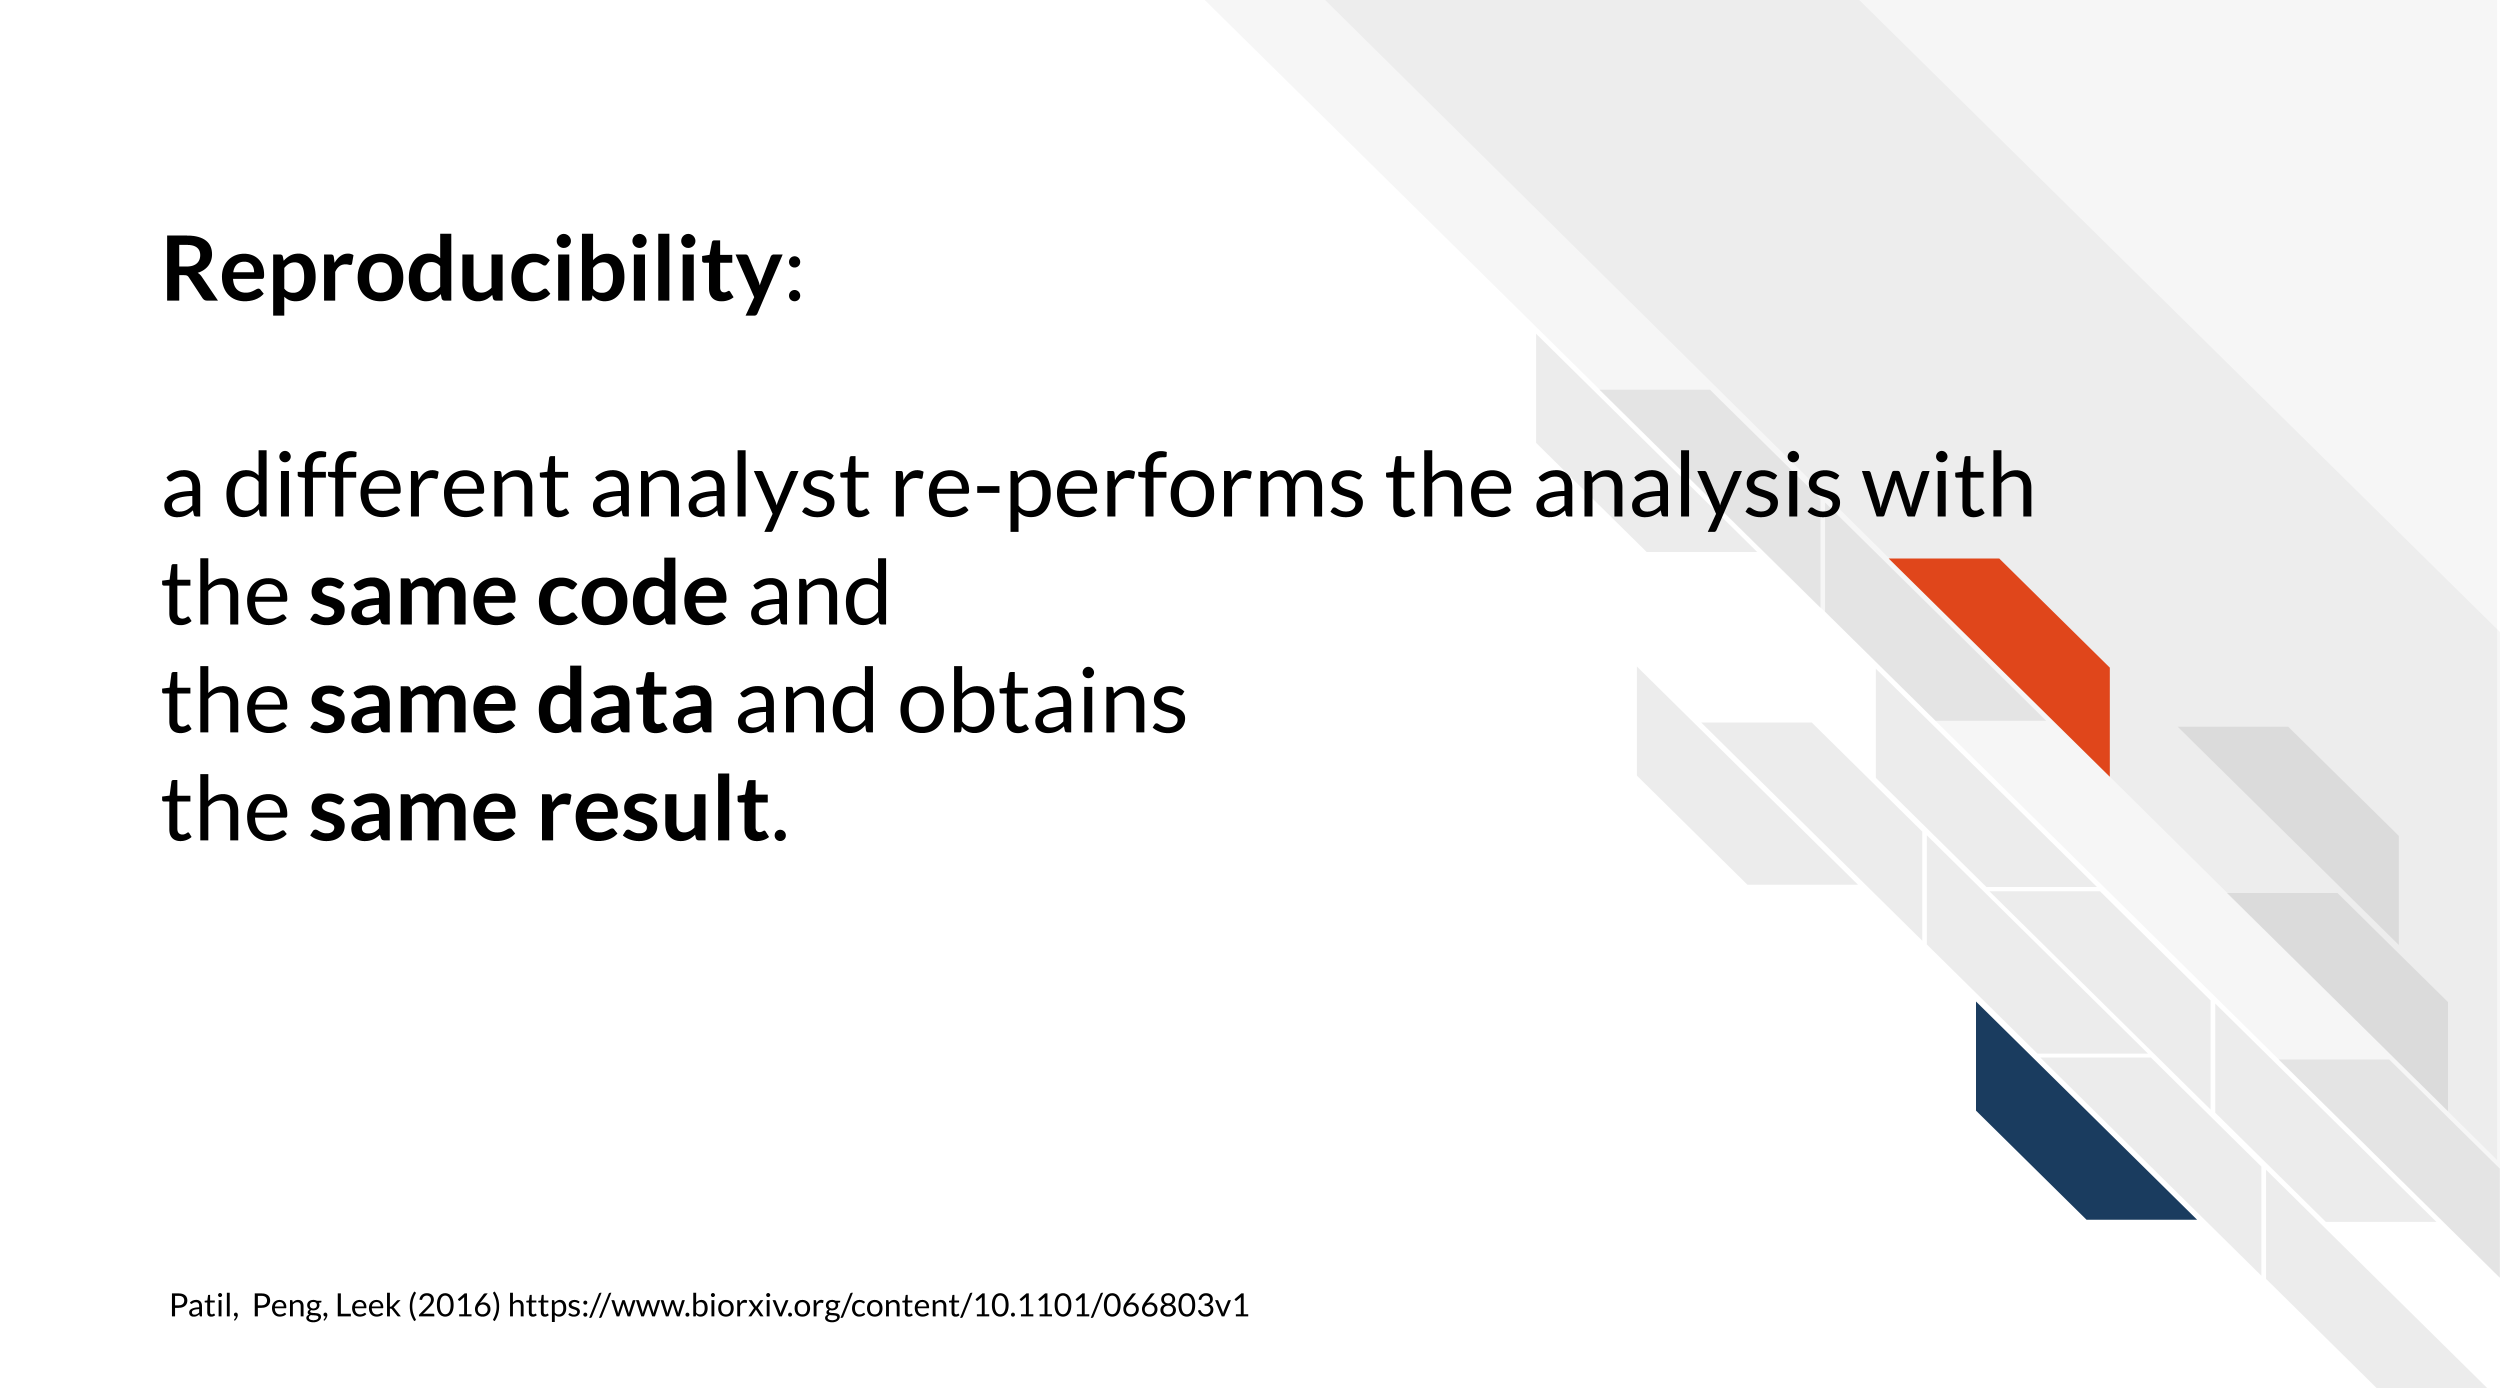 Reproducibility:
a different analyst re-performs the analysis with
the same code and
the same data and obtains
the same result.
Patil, Peng, Leek (2016) https://www.biorxiv.org/content/10.1101/066803v1